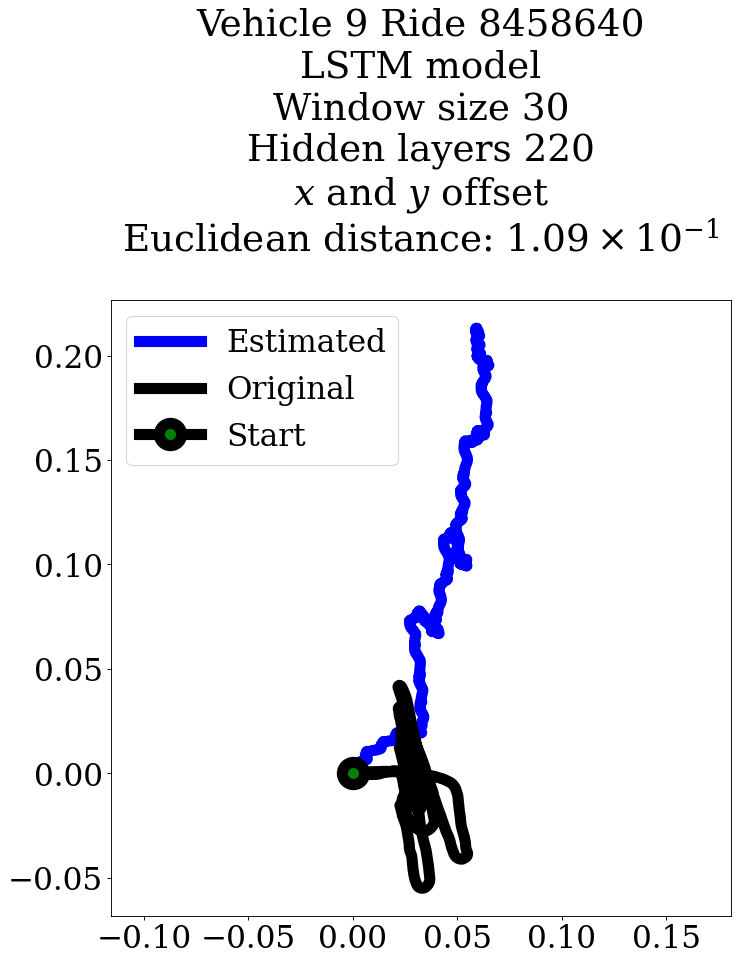 Vehicle 9 Ride 8458640
LSTM model
Window size 30
Hidden layers 220
x and y offset
Euclidean distance: 1.09 × 10⁻¹
Estimated
Original
Start
0.20
0.15
0.10
0.05
0.00
−0.05
−0.10 −0.05 0.00 0.05 0.10 0.15